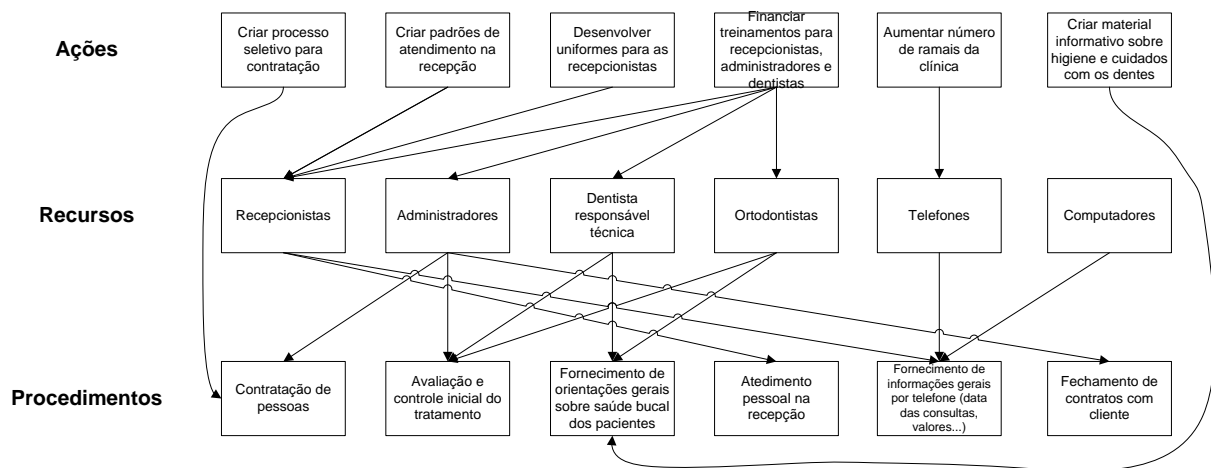 Ações
Criar processo
seletivo para
contratação
Criar padrões de
atendimento na
recepção
Desenvolver
uniformes para as
recepcionistas
Financiar
treinamentos para
recepcionistas,
administradores e
dentistas
Aumentar número
de ramais da
clínica
Criar material
informativo sobre
higiene e cuidados
com os dentes
Recursos
Recepcionistas
Administradores
Dentista
responsável
técnica
Ortodontistas
Telefones
Computadores
Procedimentos
Contratação de
pessoas
Avaliação e
controle inicial do
tratamento
Fornecimento de
orientações gerais
sobre saúde bucal
dos pacientes
Atedimento
pessoal na
recepção
Fornecimento de
informações gerais
por telefone (data
das consultas,
valores...)
Fechamento de
contratos com
cliente